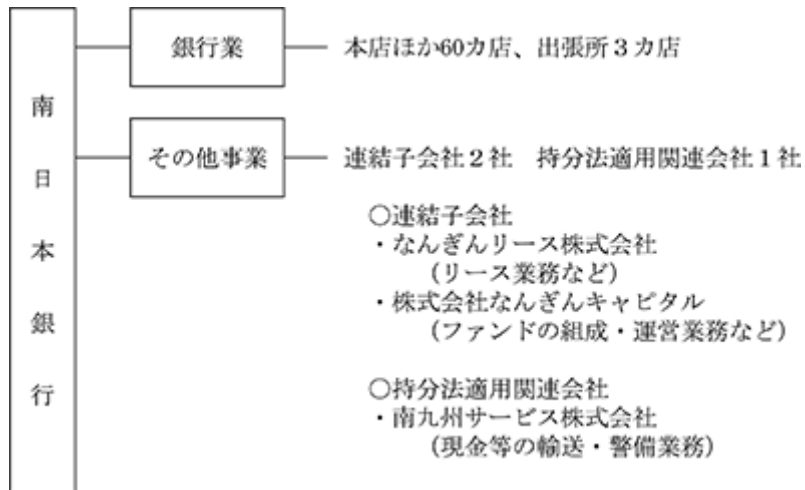 南日本銀行
銀行業
本店ほか60カ店、出張所３カ店
その他事業
連結子会社２社　持分法適用関連会社１社
○連結子会社
・なんぎんリース株式会社
（リース業務など）
・株式会社なんぎんキャピタル
（ファンドの組成・運営業務など）
○持分法適用関連会社
・南九州サービス株式会社
（現金等の輸送・警備業務）